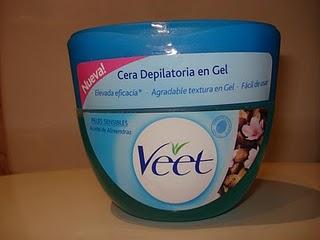 Nueva!
Cera Depilatoria en Gel
- Elevada eficacia* - Agradable textura en Gel - Fácil de usar
PIELES SENSIBLES
Aceite de Almendras
Veet